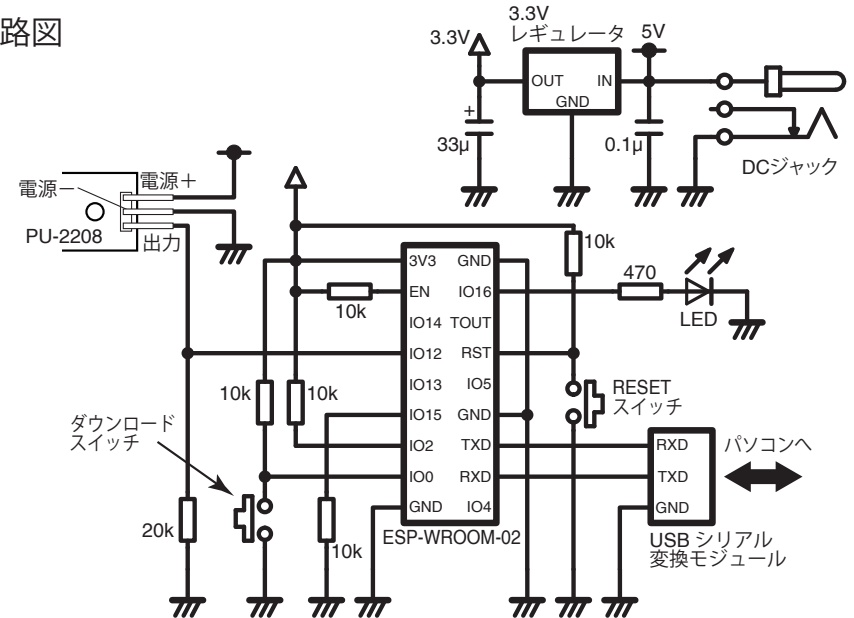 路図
3.3V
3.3V
レギュレータ
5V
OUT
IN
GND
+
33μ
0.1μ
DCジャック
電源－
電源＋
PU-2208
出力
10k
3V3
GND
470
EN
IO16
10k
LED
IO14
TOUT
IO12
RST
IO13
IO5
10k
10k
RESET
スイッチ
IO15
GND
ダウンロード
スイッチ
IO2
TXD
RXD
パソコンへ
IO0
RXD
TXD
GND
IO4
GND
20k
10k
ESP-WROOM-02
USB シリアル
変換モジュール